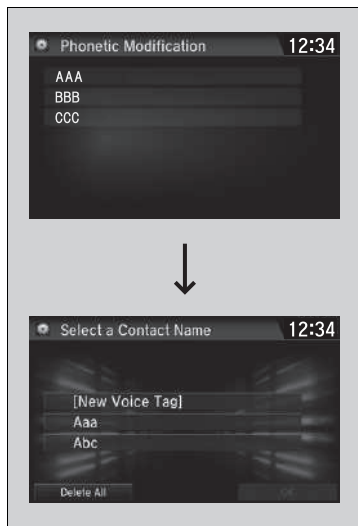 Phonetic Modification 12:34
AAA
BBB
CCC
Select a Contact Name 12:34
[New Voice Tag]
Aaa
Abc
Delete All
OK